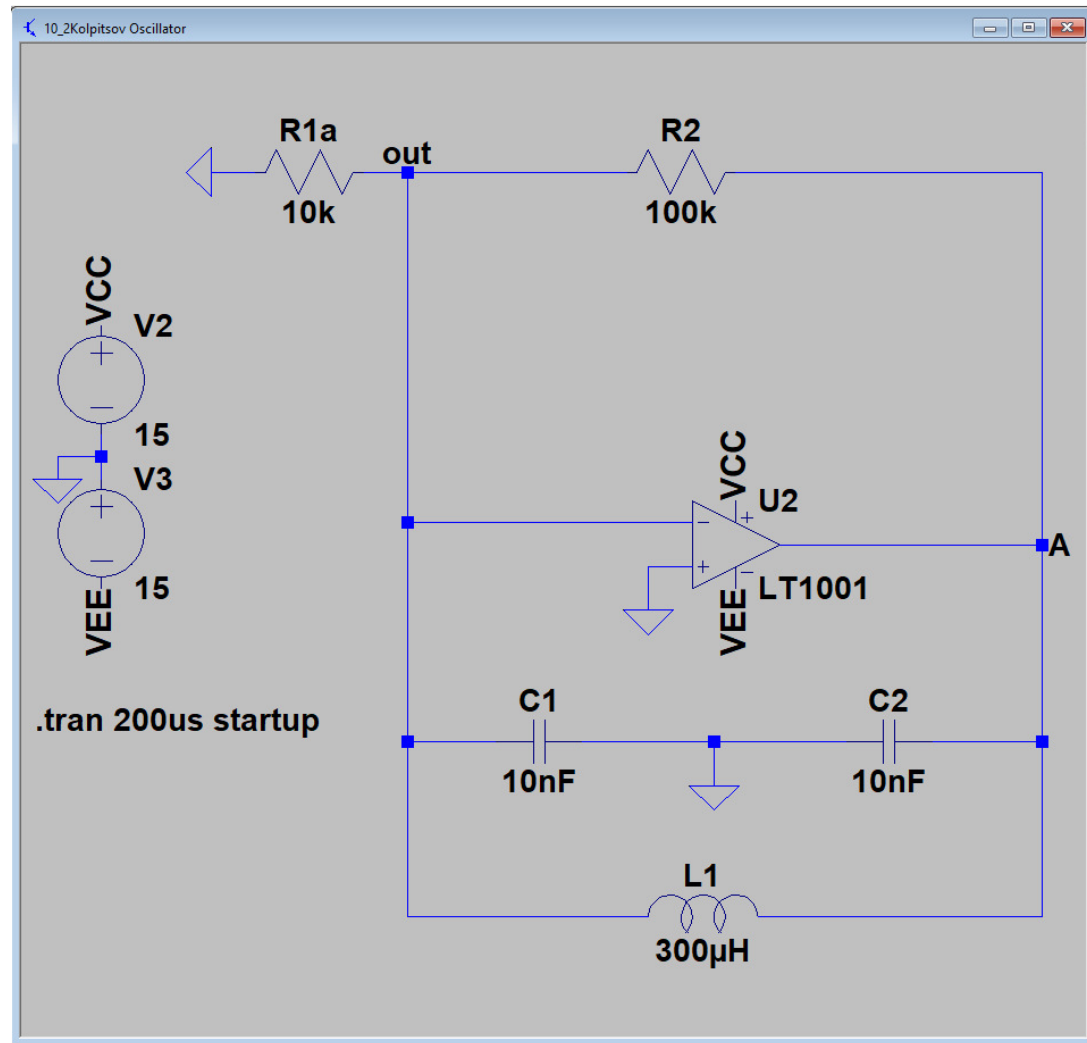 10_2Kolpitsov Oscillator
R1a
out
R2
10k
100k
VCC
V2
15
V3
15
VEE
VCC
U2
A
LT1001
VEE
.tran 200us startup
C1
C2
10nF
10nF
L1
300µH